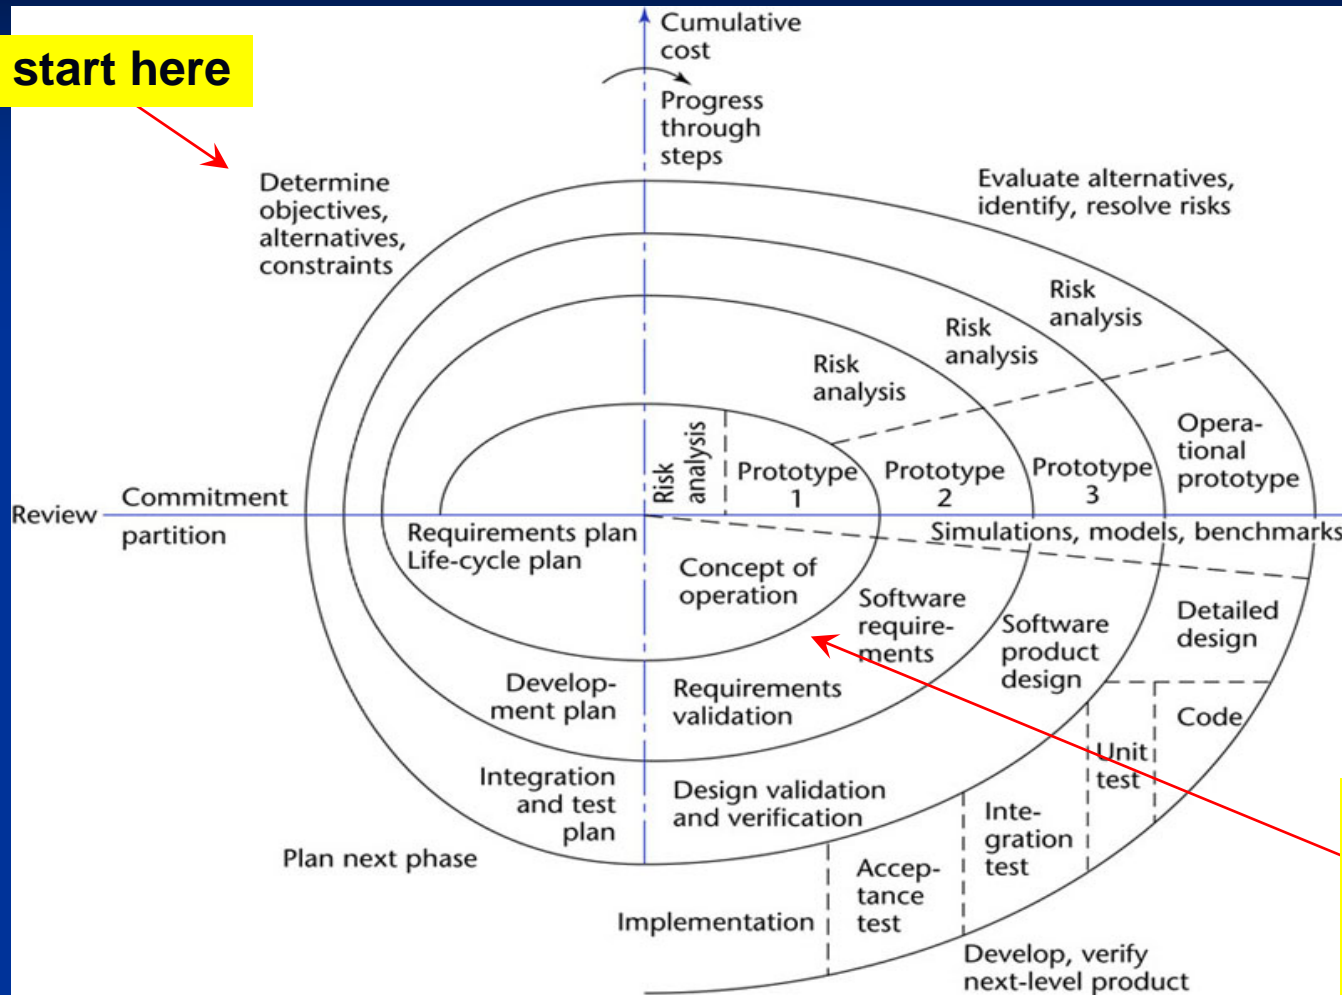 start here
Cumulative
cost
Progress
through
steps
Determine
objectives,
alternatives,
constraints
Evaluate alternatives,
identify, resolve risks
Risk
analysis
Risk
analysis
Risk
analysis
Risk
analysis
Prototype
1
Prototype
2
Prototype
3
Opera-
tional
prototype
Review
Commitment
partition
Requirements plan
Life-cycle plan
Simulations, models, benchmarks
Concept of
operation
Software
require-
ments
Software
product
design
Detailed
design
Develop-
ment plan
Requirements
validation
Code
Unit
test
Integration
and test
plan
Design validation
and verification
Inte-
gration
test
Plan next phase
Accep-
tance
test
Implementation
Develop, verify
next-level product